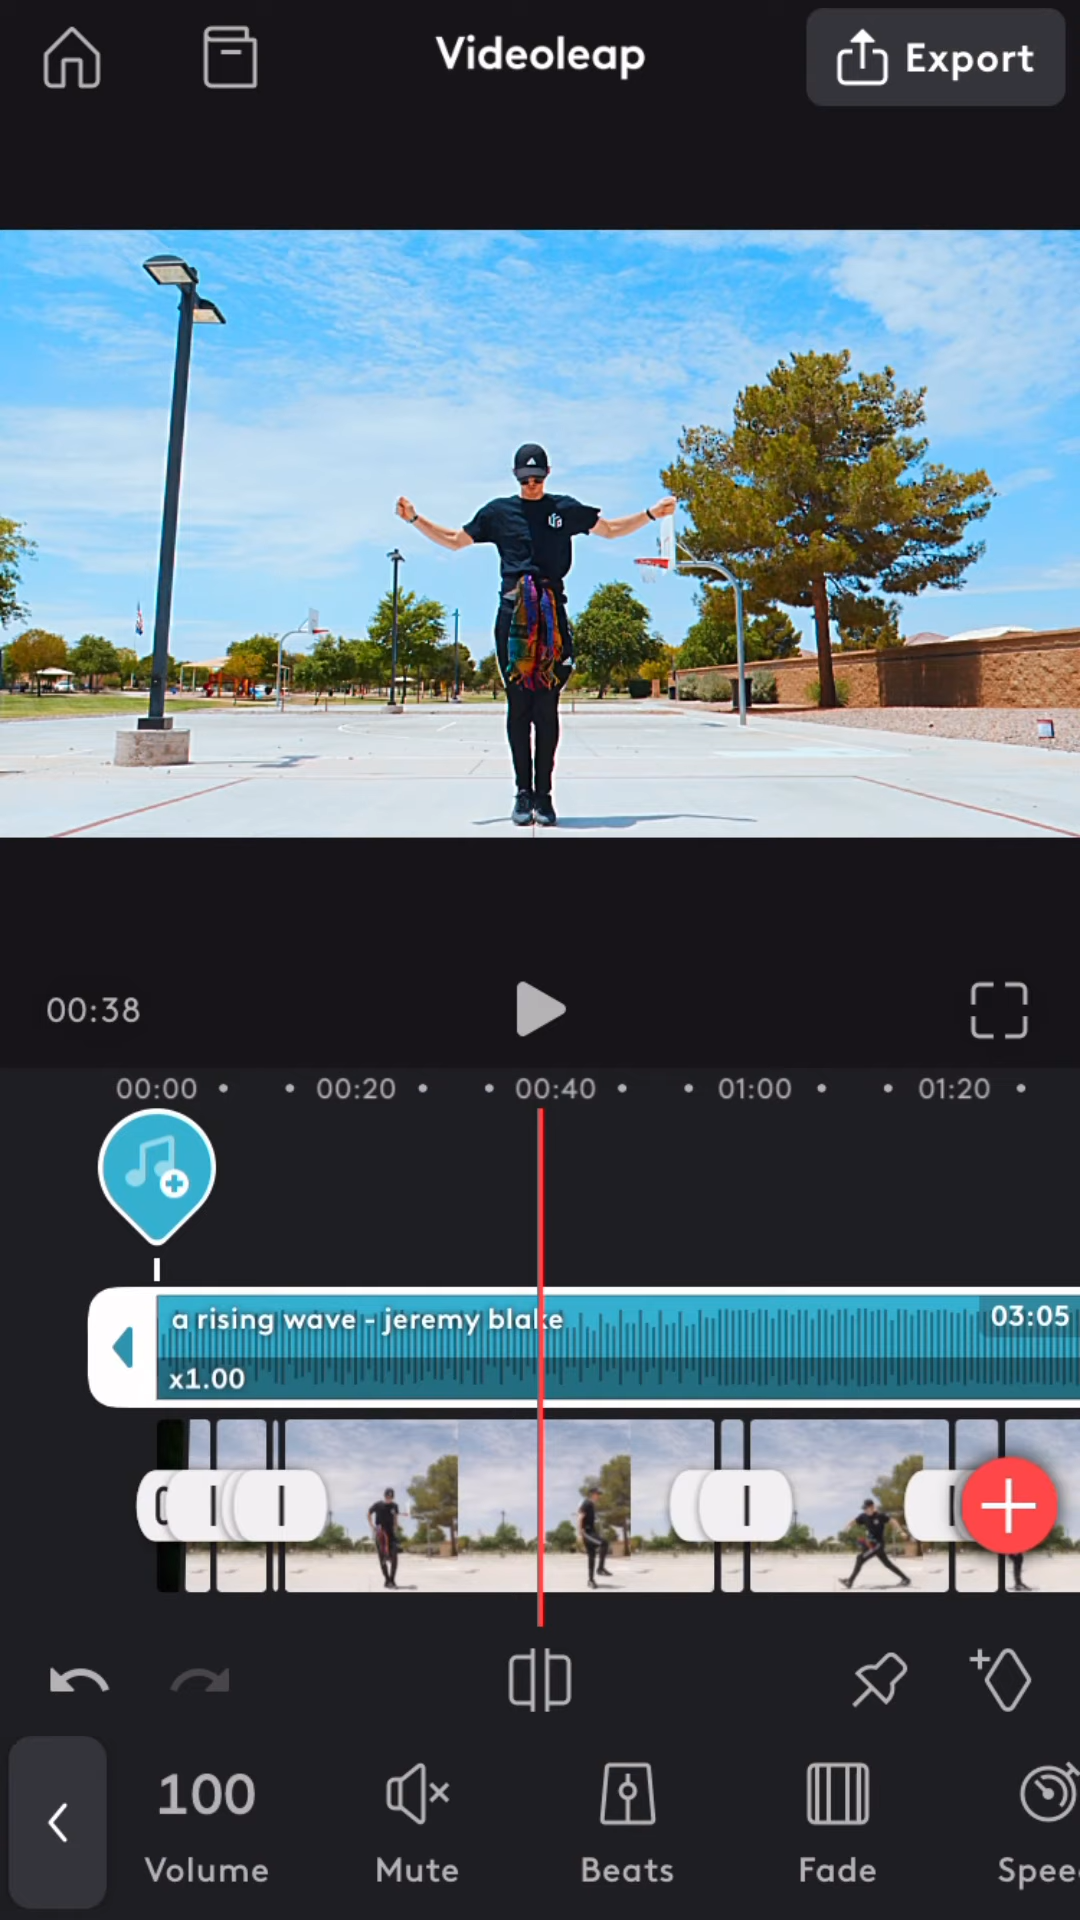 Videoleap
Export
00:38
00:00 00:20 00:40 01:00 01:20
a rising wave - jeremy blake
03:05
x1.00
100
Volume
Mute
Beats
Fade
Spee